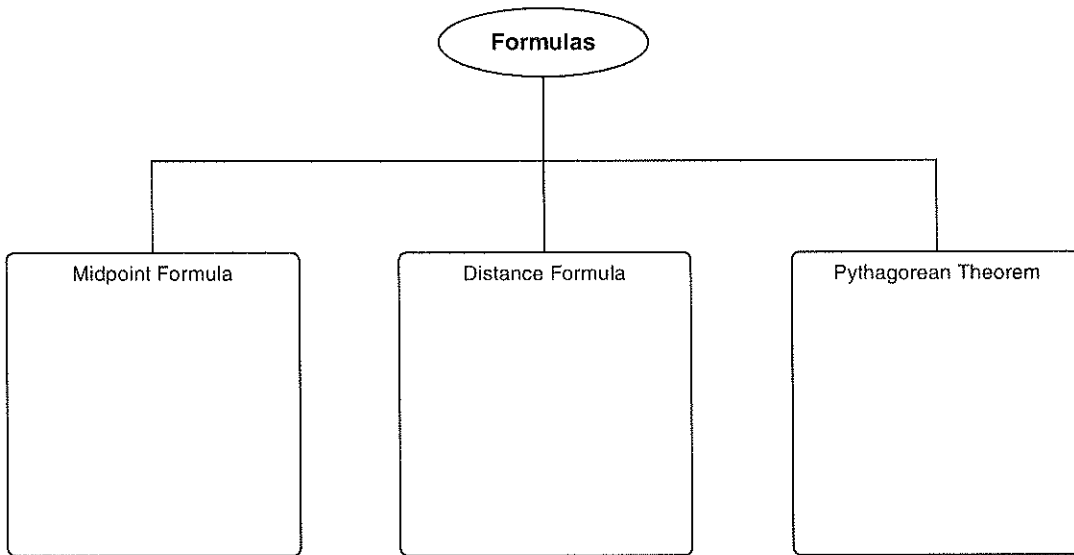 Formulas
Midpoint Formula
Distance Formula
Pythagorean Theorem